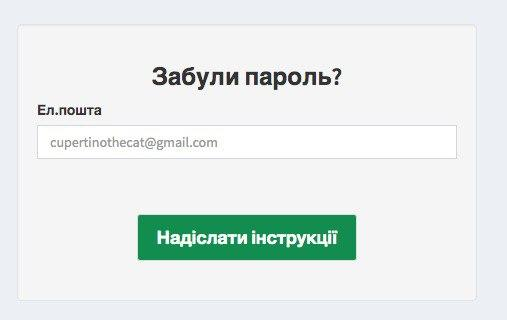 Забули пароль?
Ел.пошта
cupertinothecat@gmail.com
Надіслати інструкції